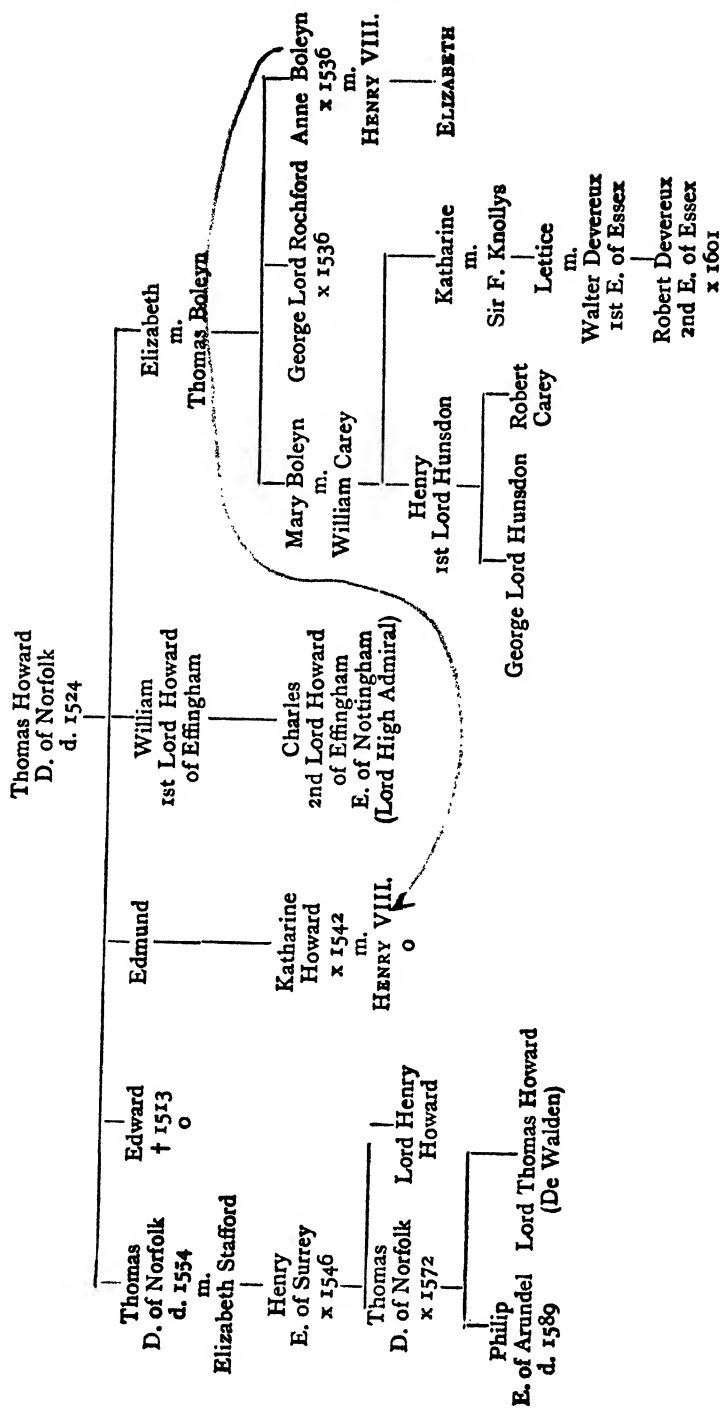 Thomas Howard
D. of Norfolk
d. 1524
Thomas
D. of Norfolk
d. 1554
m.
Elizabeth Stafford
Henry
E. of Surrey
x 1546
Thomas
D. of Norfolk
x 1572
Lord Henry
Howard
Philip
E. of Arundel
d. 1589
Lord Thomas Howard
(De Walden)
Edward
† 1513
o
Edmund
Katharine
Howard
x 1542
m.
HENRY VIII.
o
William
1st Lord Howard
of Effingham
Charles
2nd Lord Howard
of Effingham
E. of Nottingham
(Lord High Admiral)
Elizabeth
m.
Thomas Boleyn
Mary Boleyn
m.
William Carey
Henry
1st Lord Hunsdon
George Lord Hunsdon
Robert
Carey
Katharine
m.
Sir F. Knollys
Lettice
m.
Walter Devereux
1st E. of Essex
Robert Devereux
2nd E. of Essex
x 1601
George Lord Rochford
x 1536
Anne Boleyn
x 1536
m.
HENRY VIII.
ELIZABETH